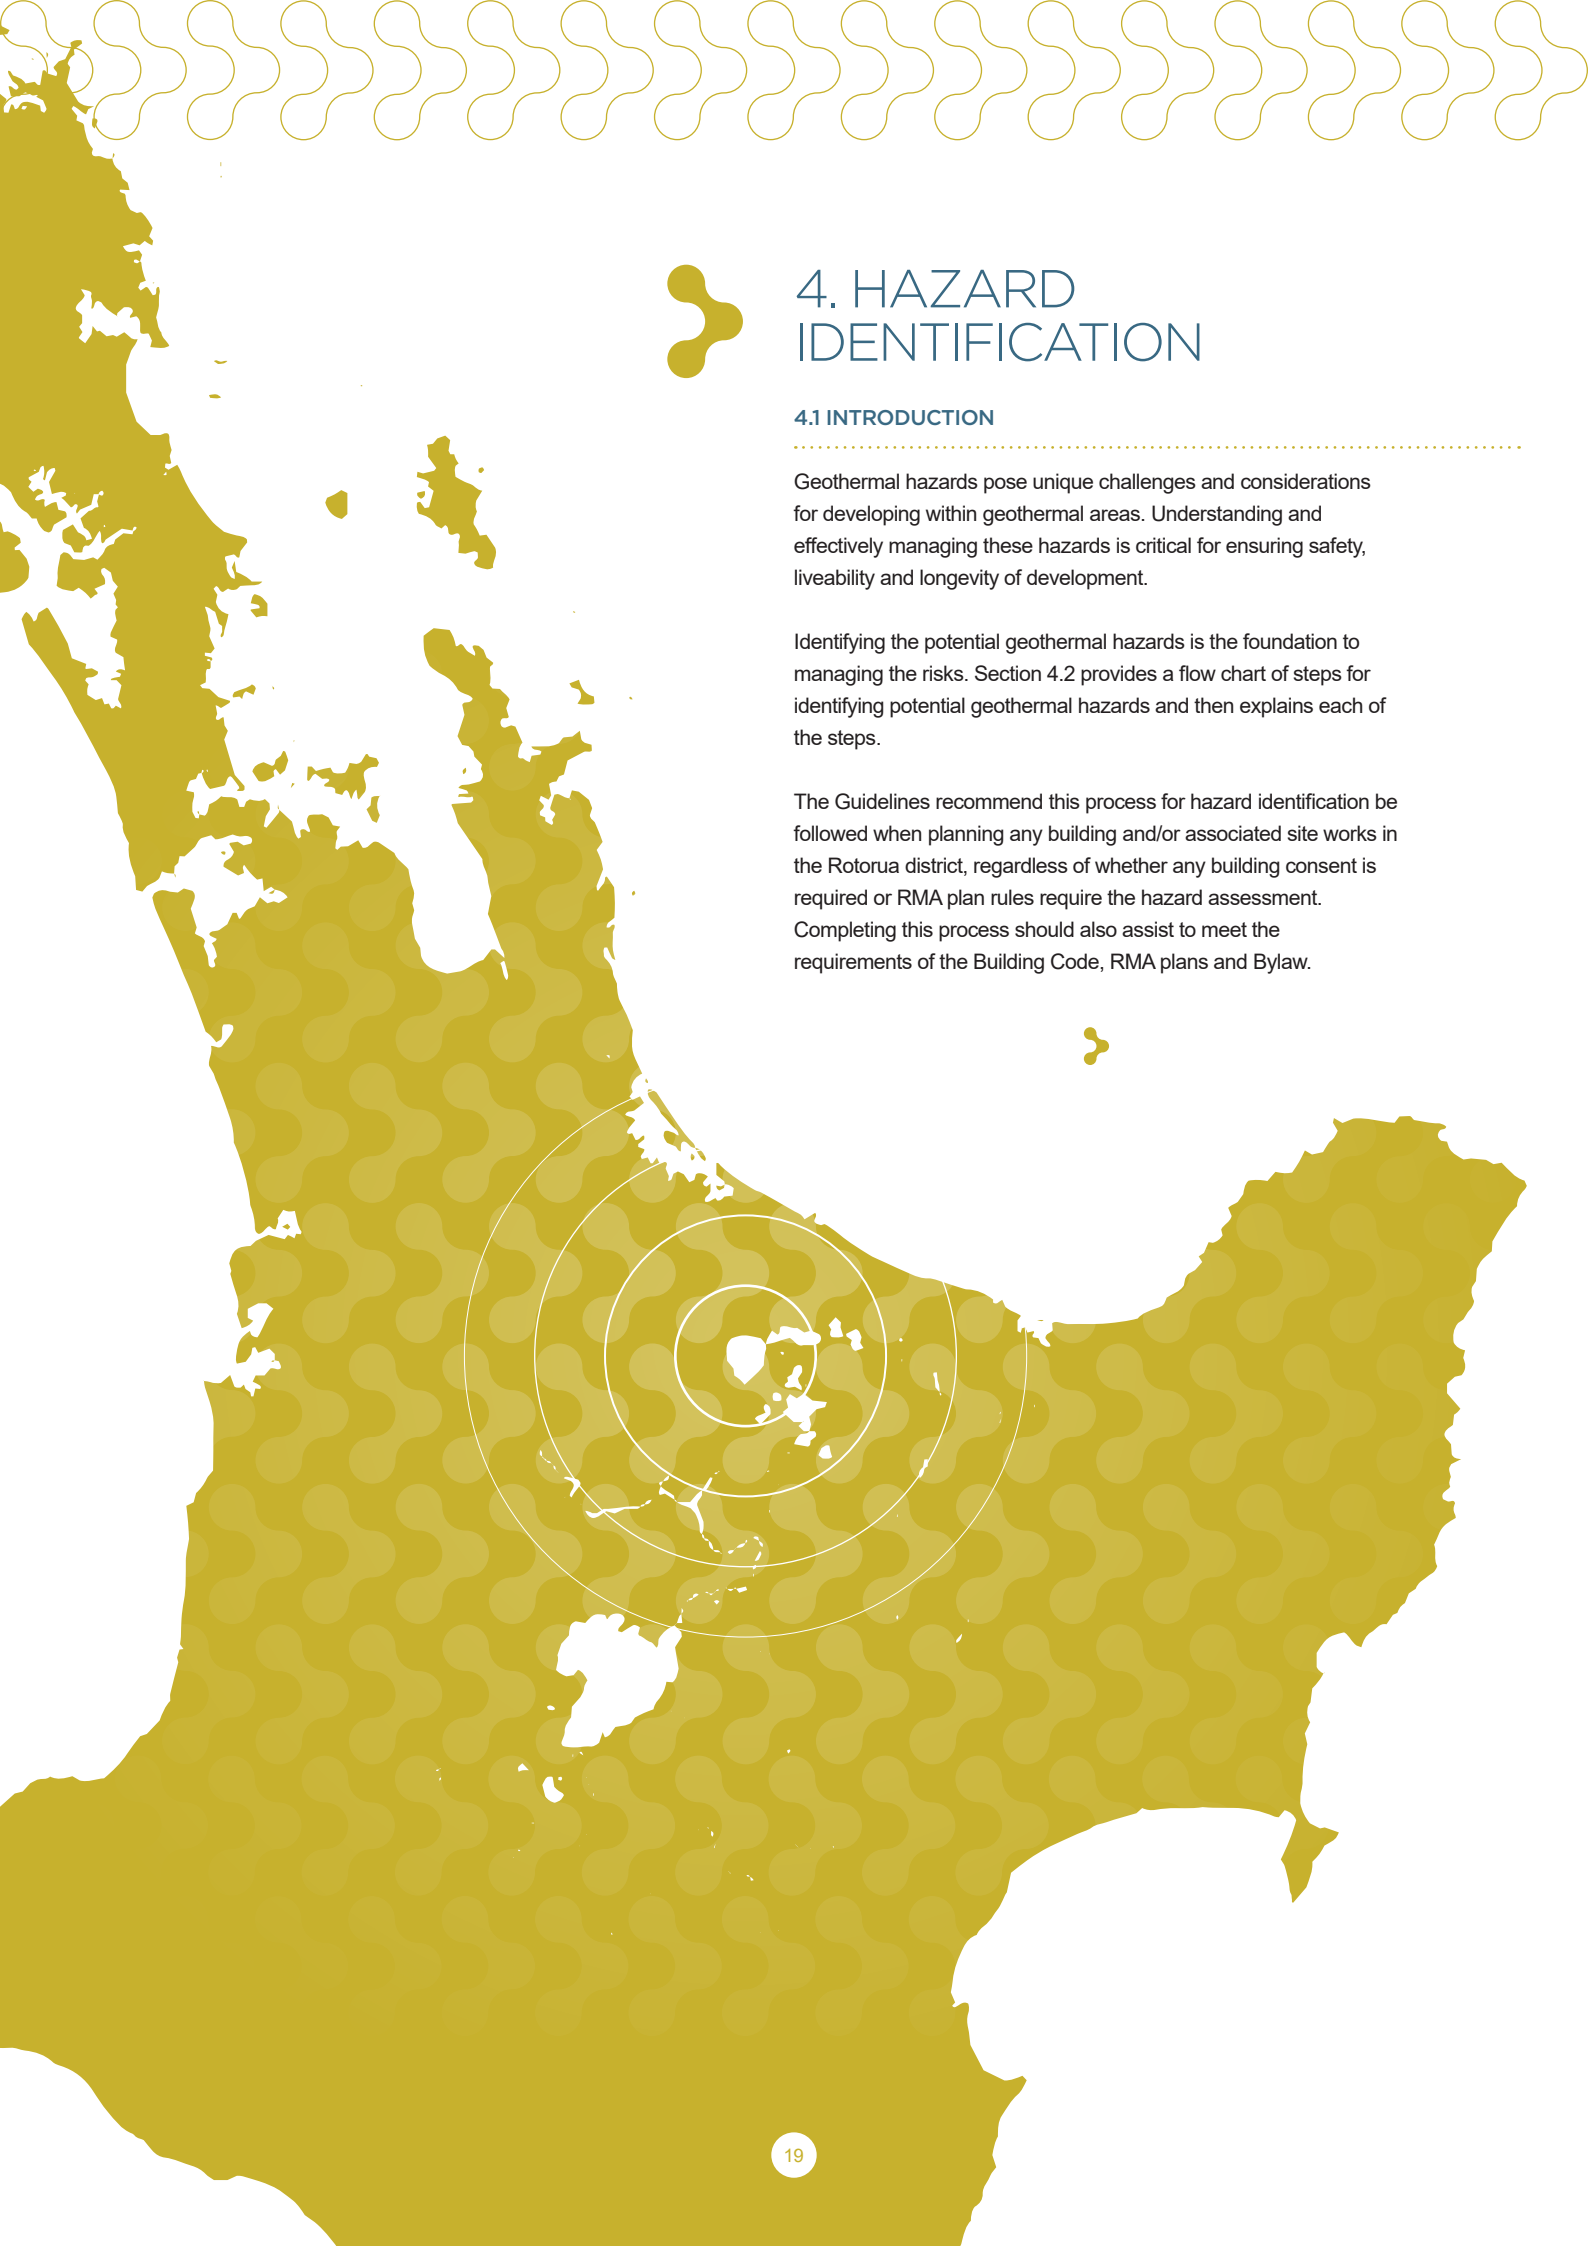 4. HAZARD
IDENTIFICATION
4.1 INTRODUCTION
Geothermal hazards pose unique challenges and considerations
for developing within geothermal areas. Understanding and
effectively managing these hazards is critical for ensuring safety,
liveability and longevity of development.
Identifying the potential geothermal hazards is the foundation to
managing the risks. Section 4.2 provides a flow chart of steps for
identifying potential geothermal hazards and then explains each of
the steps.
The Guidelines recommend this process for hazard identification be
followed when planning any building and/or associated site works in
the Rotorua district, regardless of whether any building consent is
required or RMA plan rules require the hazard assessment.
Completing this process should also assist to meet the
requirements of the Building Code, RMA plans and Bylaw.
19